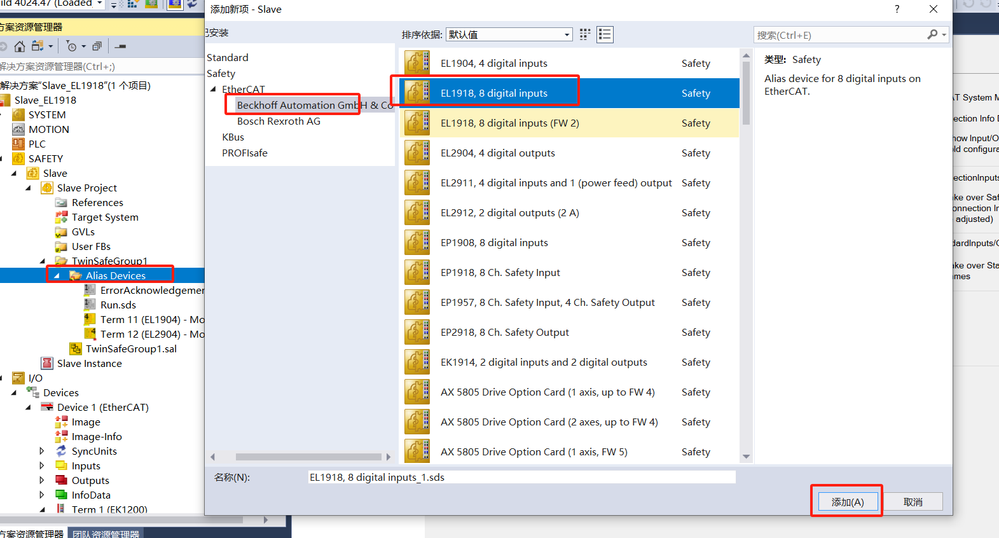 ild 4024.47 (Loaded)
方案资源管理器
解决方案资源管理器(Ctrl+;)
解决方案"Slave_EL1918"(1 个项目)
Slave_EL1918
SYSTEM
MOTION
PLC
SAFETY
Slave
Slave Project
References
Target System
GVLs
User FBs
TwinSafeGroup1
Alias Devices
ErrorAcknowledgemen
Run.sds
Term 11 (EL1904) - Mo
Term 12 (EL2904) - Mo
TwinSafeGroup1.sal
Slave Instance
I/O
Devices
Device 1 (EtherCAT)
Image
Image-Info
SyncUnits
Inputs
Outputs
InfoData
Term 1 (EK1200)
方案资源管理器
团队资源管理器
添加新项 - Slave
?
已安装
Standard
Safety
EtherCAT
Beckhoff Automation GmbH & Co
Bosch Rexroth AG
KBus
PROFIsafe
排序依据:
默认值
EL1904, 4 digital inputs Safety
EL1918, 8 digital inputs Safety
EL1918, 8 digital inputs (FW 2) Safety
EL2904, 4 digital outputs Safety
EL2911, 4 digital inputs and 1 (power feed) output Safety
EL2912, 2 digital outputs (2 A) Safety
EP1908, 8 digital inputs Safety
EP1918, 8 Ch. Safety Input Safety
EP1957, 8 Ch. Safety Input, 4 Ch. Safety Output Safety
EP2918, 8 Ch. Safety Output Safety
EK1914, 2 digital inputs and 2 digital outputs Safety
AX 5805 Drive Option Card (1 axis, up to FW 4) Safety
AX 5805 Drive Option Card (2 axes, up to FW 4) Safety
AX 5805 Drive Option Card (1 axis, FW 5) Safety
搜索(Ctrl+E)
类型: Safety
Alias device for 8 digital inputs on
EtherCAT.
名称(N):
EL1918, 8 digital inputs_1.sds
添加(A)
取消
AT System M
ection Info D
how Input/O
ld configura
ectionInputs
ke over Saf
onnection In
adjusted)
dardInputs/O
ke over Sta
mes